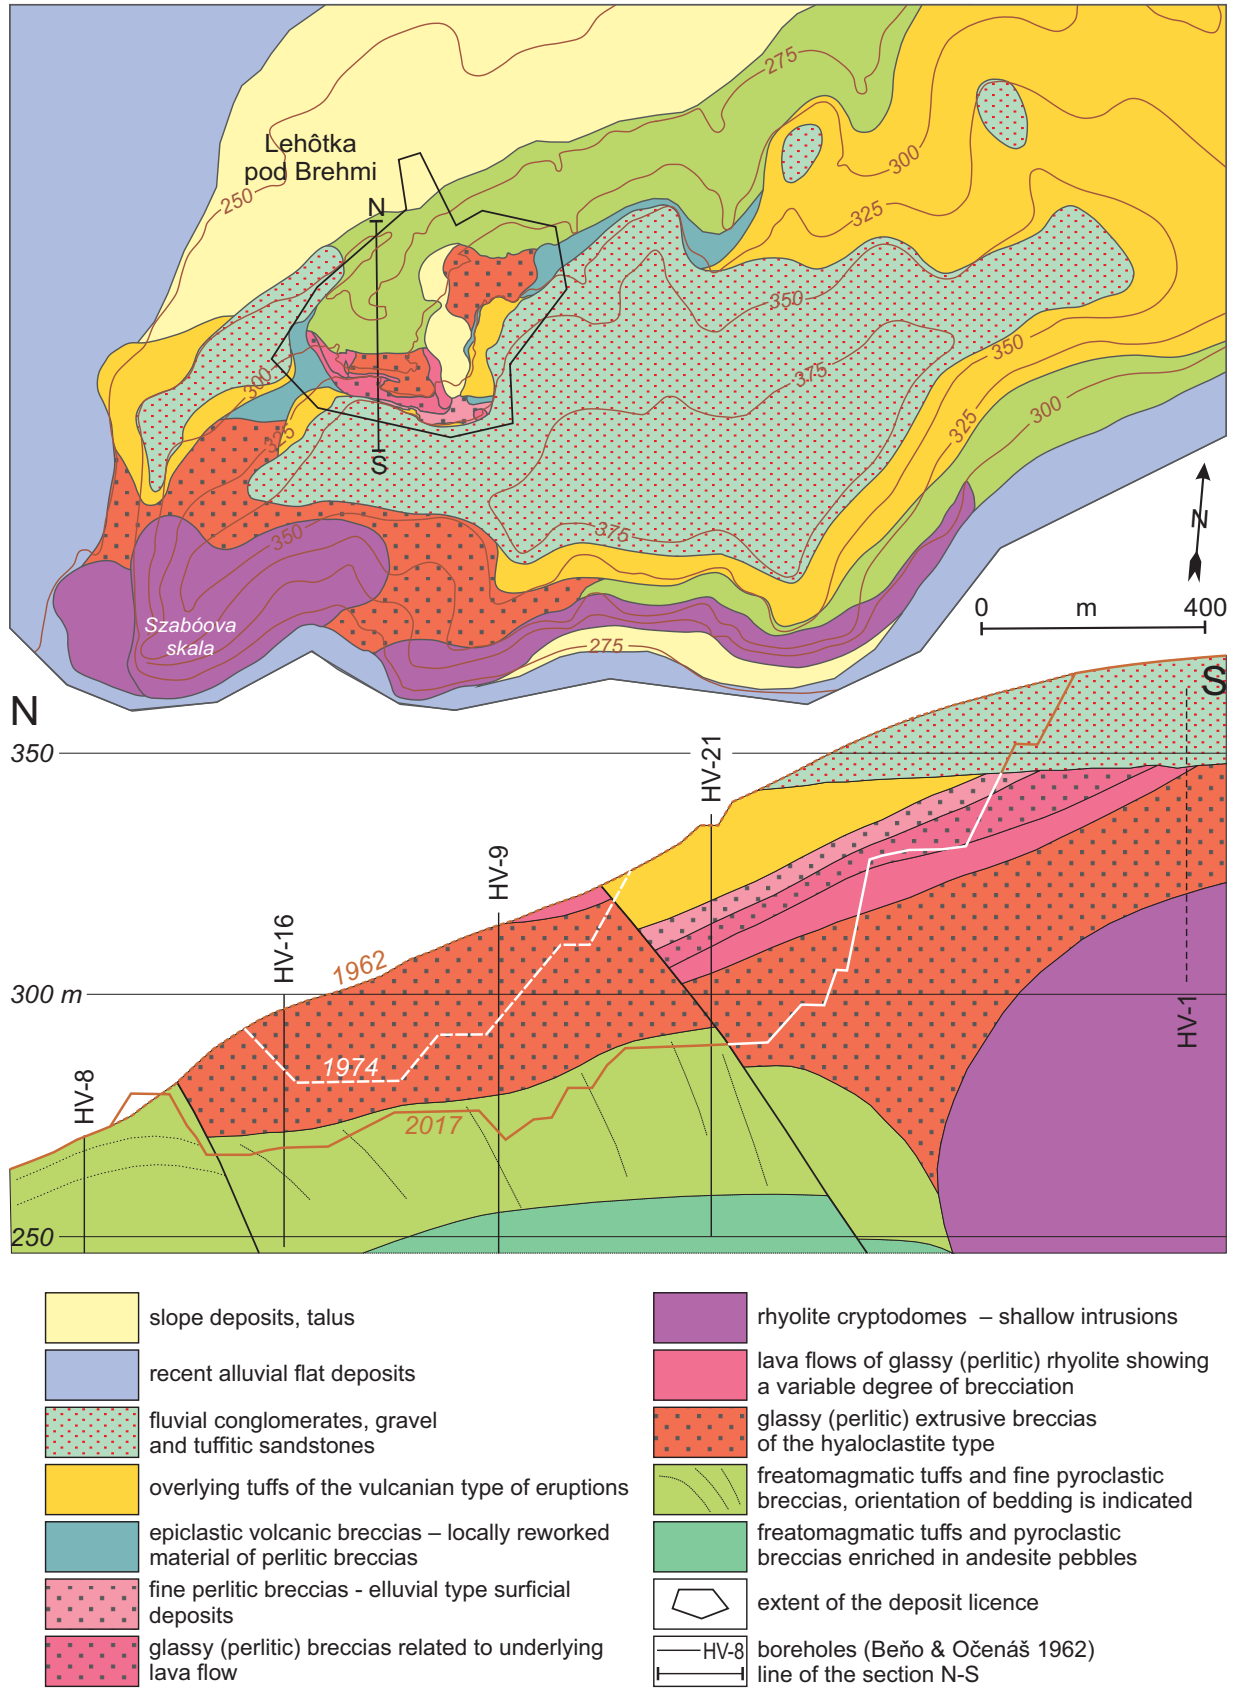 275
Lehôtka
pod Brehmi
250
N
300
325
350
375
350
300
325
325
300
S
375
350
N
0 m 400
Szabóova
skala
275
N
S
350
HV-21
HV-9
HV-16
1962
300 m
HV-1
1974
HV-8
2017
250
slope deposits, talus
recent alluvial flat deposits
fluvial conglomerates, gravel
and tuffitic sandstones
overlying tuffs of the vulcanian type of eruptions
epiclastic volcanic breccias – locally reworked
material of perlitic breccias
fine perlitic breccias - elluvial type surficial
deposits
glassy (perlitic) breccias related to underlying
lava flow
rhyolite cryptodomes – shallow intrusions
lava flows of glassy (perlitic) rhyolite showing
a variable degree of brecciation
glassy (perlitic) extrusive breccias
of the hyaloclastite type
freatomagmatic tuffs and fine pyroclastic
breccias, orientation of bedding is indicated
freatomagmatic tuffs and pyroclastic
breccias enriched in andesite pebbles
extent of the deposit licence
HV-8
boreholes (Beňo & Očenáš 1962)
line of the section N-S